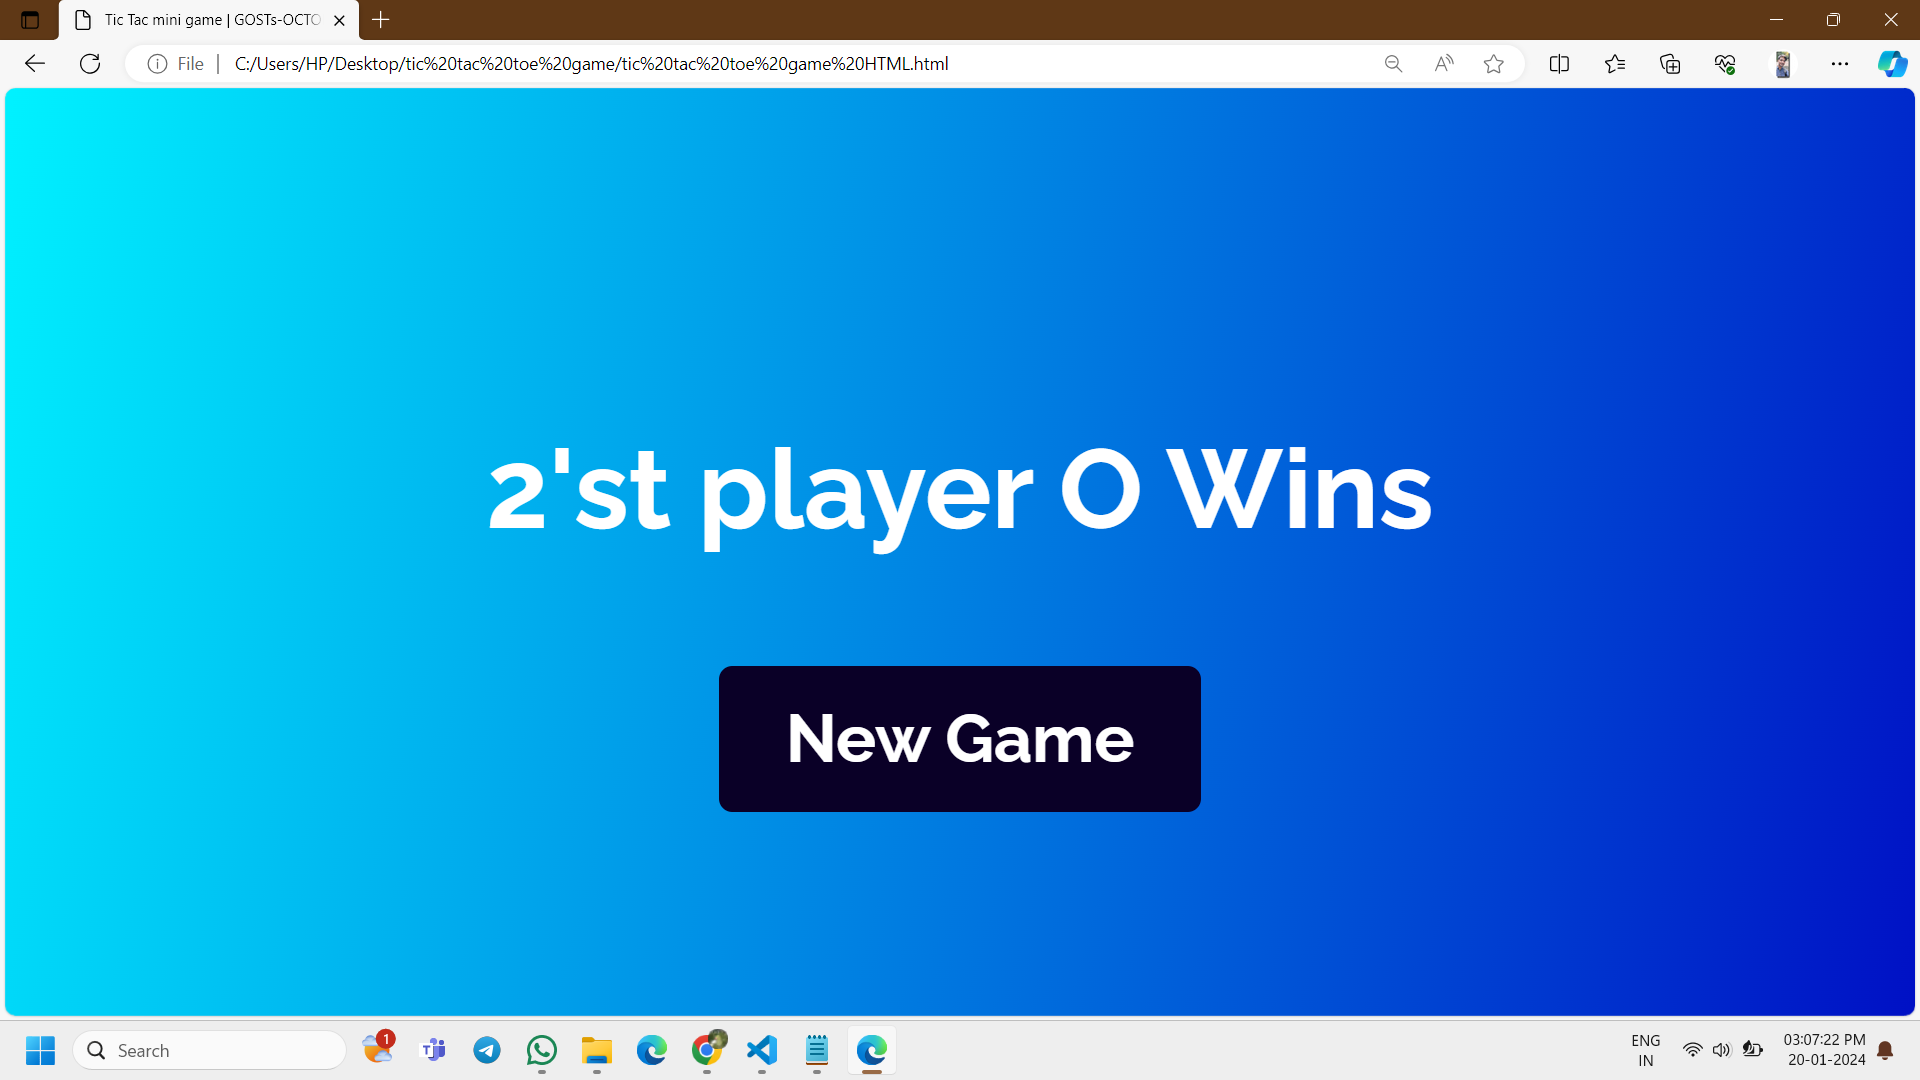 Tic Tac mini game | GOSTs-OCTO
File
C:/Users/HP/Desktop/tic%20tac%20toe%20game/tic%20tac%20toe%20game%20HTML.html
2'st player O Wins
New Game
Search
1
ENG
IN
03:07:22 PM
20-01-2024